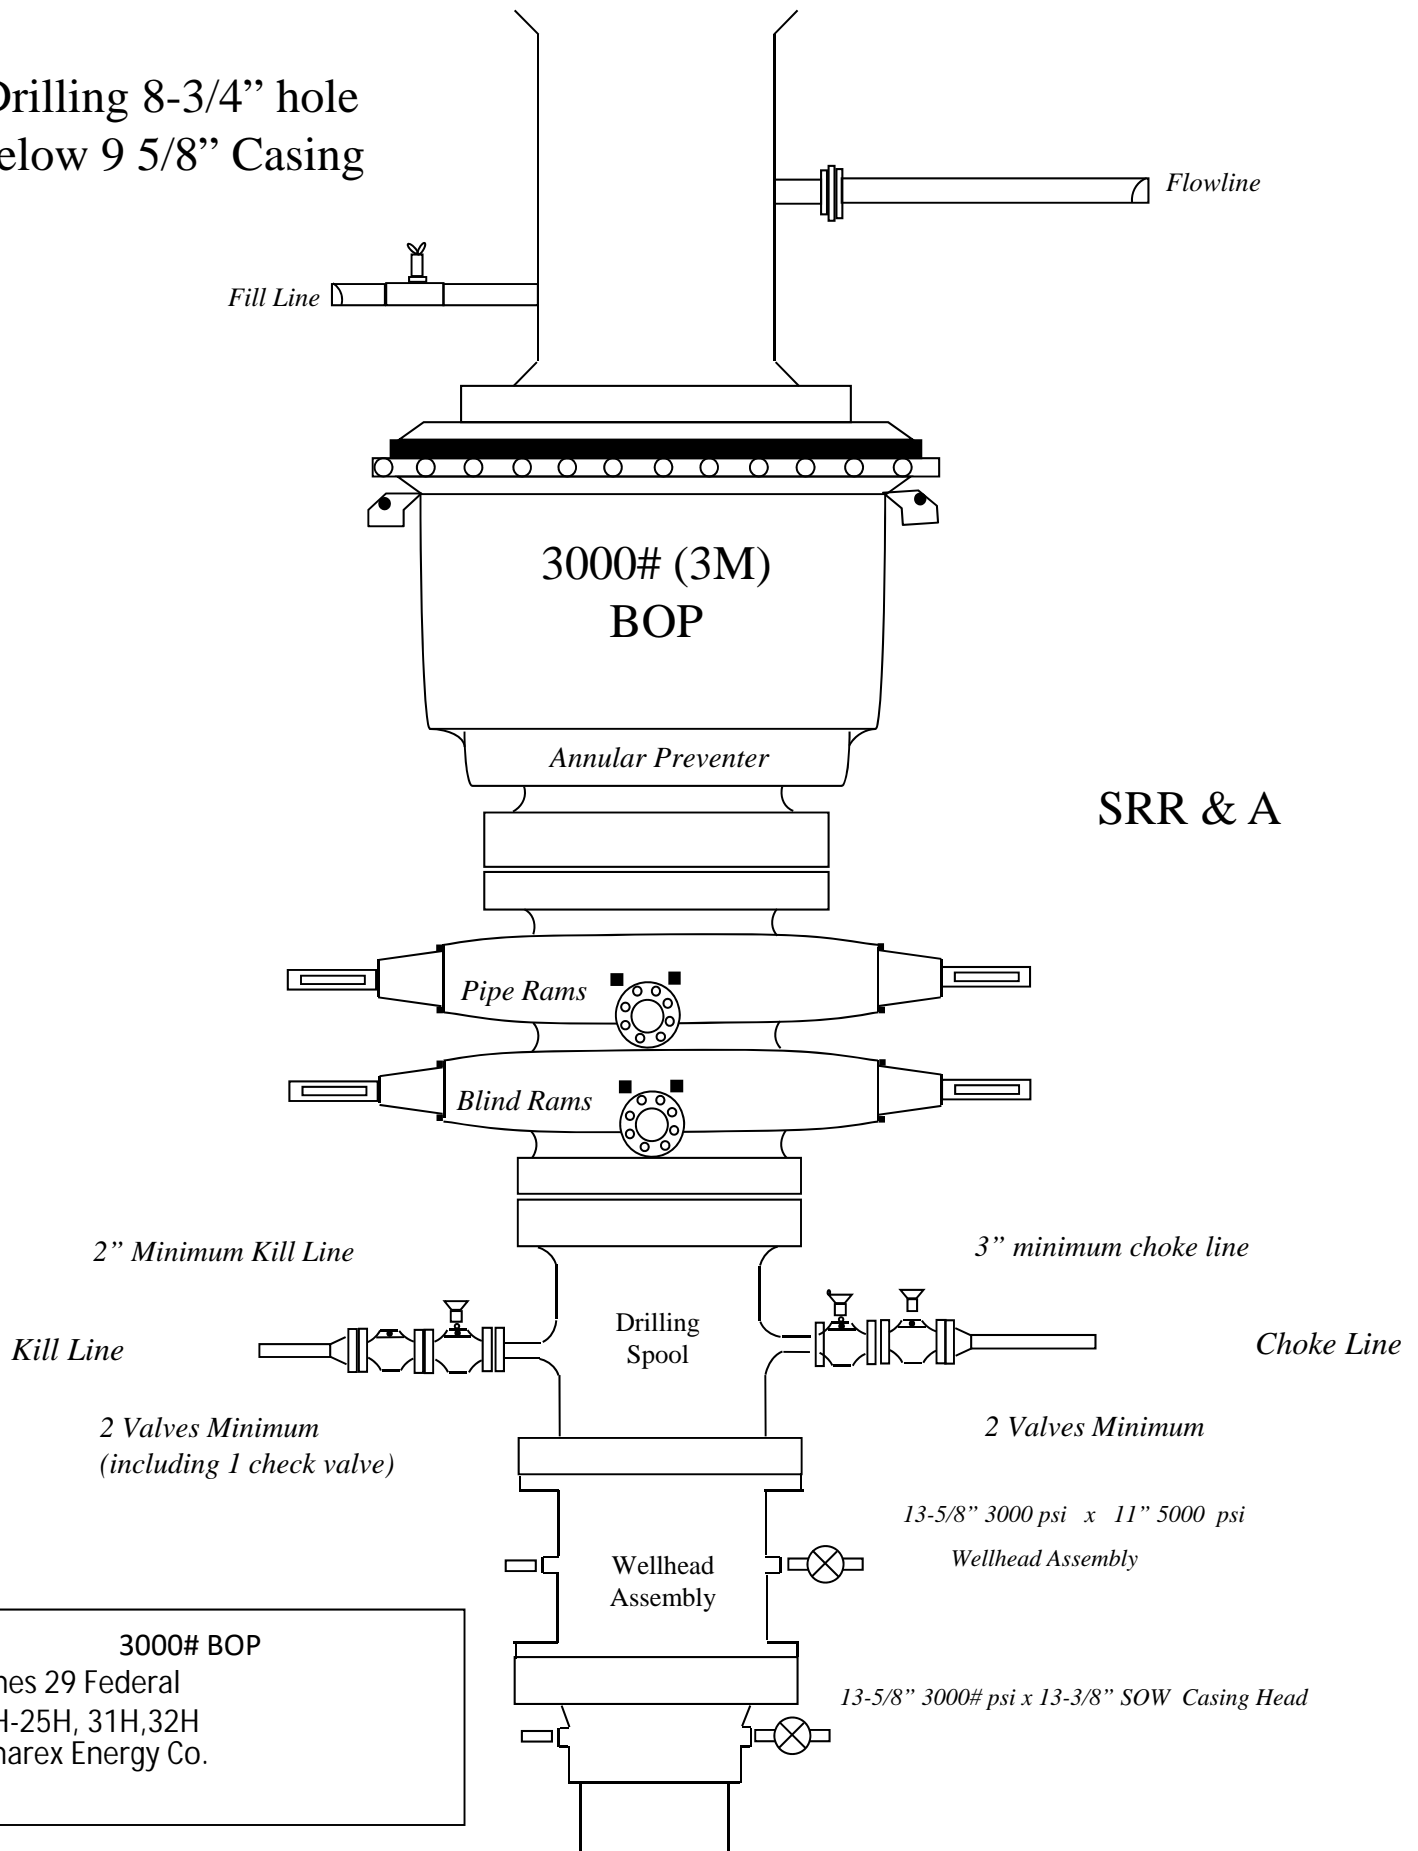 Drilling 8-3/4” hole
elow 9 5/8” Casing
Flowline
Fill Line
3000# (3M)
BOP
Annular Preventer
SRR & A
Pipe Rams
Blind Rams
2” Minimum Kill Line
3” minimum choke line
Drilling
Spool
Kill Line
Choke Line
2 Valves Minimum
(including 1 check valve)
2 Valves Minimum
13-5/8” 3000 psi x 11” 5000 psi
Wellhead Assembly
Wellhead
Assembly
3000# BOP
nes 29 Federal
H-25H, 31H,32H
narex Energy Co.
13-5/8” 3000# psi x 13-3/8” SOW Casing Head